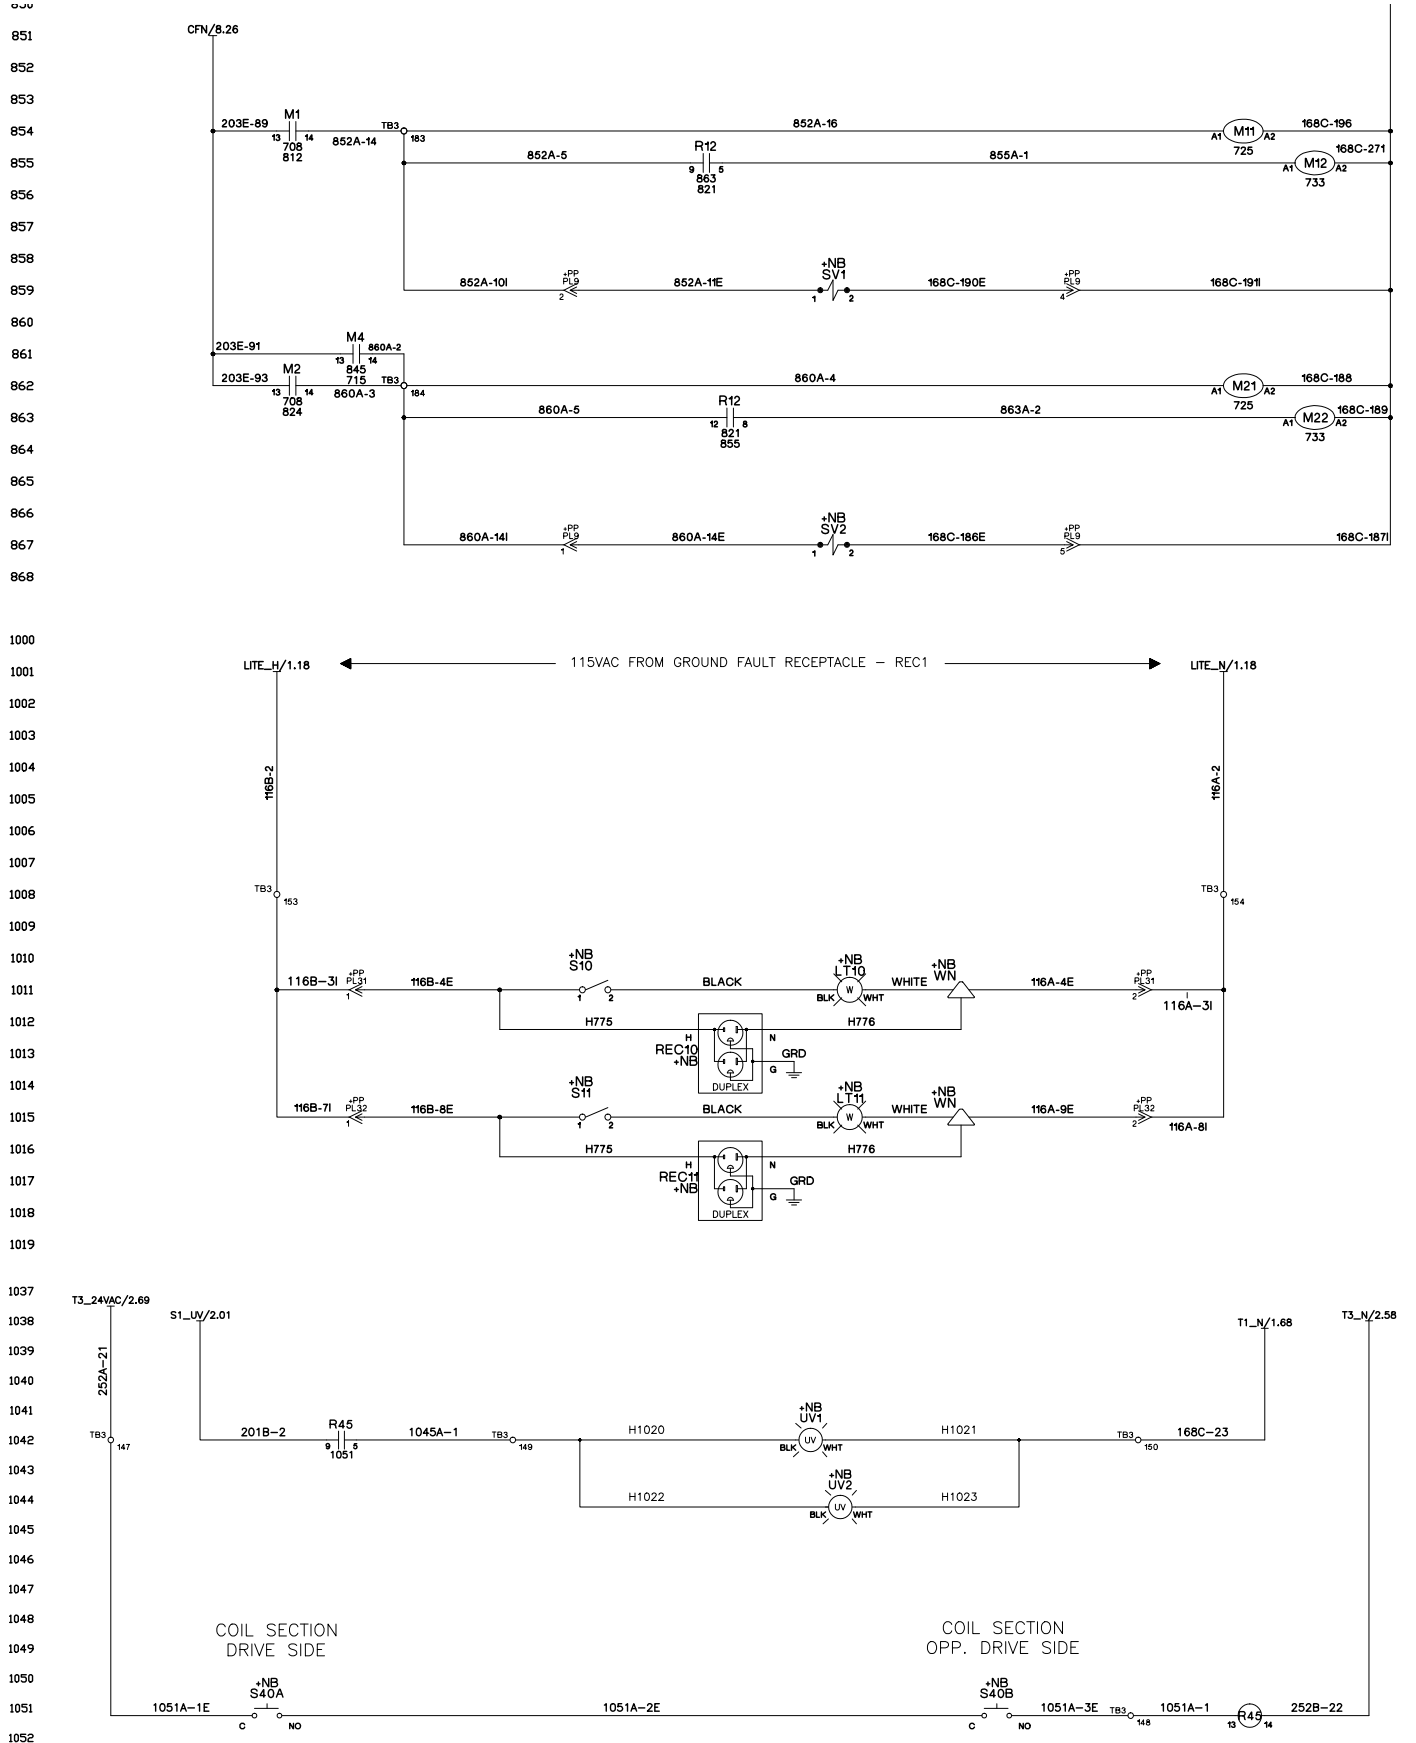 851
CFN/8.26
852
853
M1
203E-89
13 14
852A-14
TB3
183
852A-16
A1 M11 A2
168C-196
854
708
812
725
852A-5
R12
9 5
855A-1
A1 M12 A2
168C-271
855
863
821
733
856
857
858
+NB
SV1
852A-10I
+PP
PL9
2
852A-11E
1 2
168C-190E
+PP
PL9
4
168C-191I
859
860
203E-91
M4
13 14
860A-2
861
845
715
203E-93
M2
13 14
860A-3
TB3
184
860A-4
A1 M21 A2
168C-188
862
708
824
725
860A-5
R12
12 8
863A-2
A1 M22 A2
168C-189
863
821
855
733
864
865
866
+NB
SV2
860A-14I
+PP
PL9
1
860A-14E
1 2
168C-186E
+PP
PL9
5
168C-187I
867
868
1000
LITE_H/1.18
115VAC FROM GROUND FAULT RECEPTACLE – REC1
LITE_N/1.18
1001
1002
1003
1004
116B-2
116A-2
1005
1006
1007
1008
TB3
153
TB3
154
1009
1010
+NB
S10
+NB
LT10
+NB
WN
116B-3I
+PP
PL31
1
116B-4E
1 2
BLACK
BLK W WHT
WHITE
116A-4E
+PP
PL31
2
116A-3I
1011
1012
H775
H776
H N
1013
REC10
+NB
GRD
G
DUPLEX
1014
+NB
S11
+NB
LT11
+NB
WN
1015
116B-7I
+PP
PL32
1
116B-8E
1 2
BLACK
BLK W WHT
WHITE
116A-9E
+PP
PL32
2
116A-8I
1016
H775
H776
H N
1017
REC11
+NB
GRD
G
DUPLEX
1018
1019
1037
T3_24VAC/2.69
S1_UV/2.01
T1_N/1.68
T3_N/2.58
1038
1039
252A-21
1040
1041
+NB
UV1
1042
TB3
147
201B-2
R45
9 5
1051
1045A-1
TB3
149
H1020
BLK UV WHT
H1021
TB3
150
168C-23
1043
+NB
UV2
1044
H1022
BLK UV WHT
H1023
1045
1046
1047
1048
COIL SECTION
DRIVE SIDE
COIL SECTION
OPP. DRIVE SIDE
1049
1050
+NB
S40A
+NB
S40B
1051
1051A-1E
C NO
1051A-2E
C NO
1051A-3E
TB3
148
1051A-1
13 R45 14
252B-22
1052